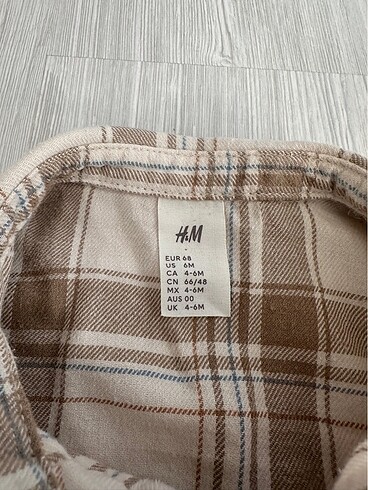 H&M
EUR 68
US 6M
CA 4-6M
CN 66/48
MX 4-6M
AUS 00
UK 4-6M